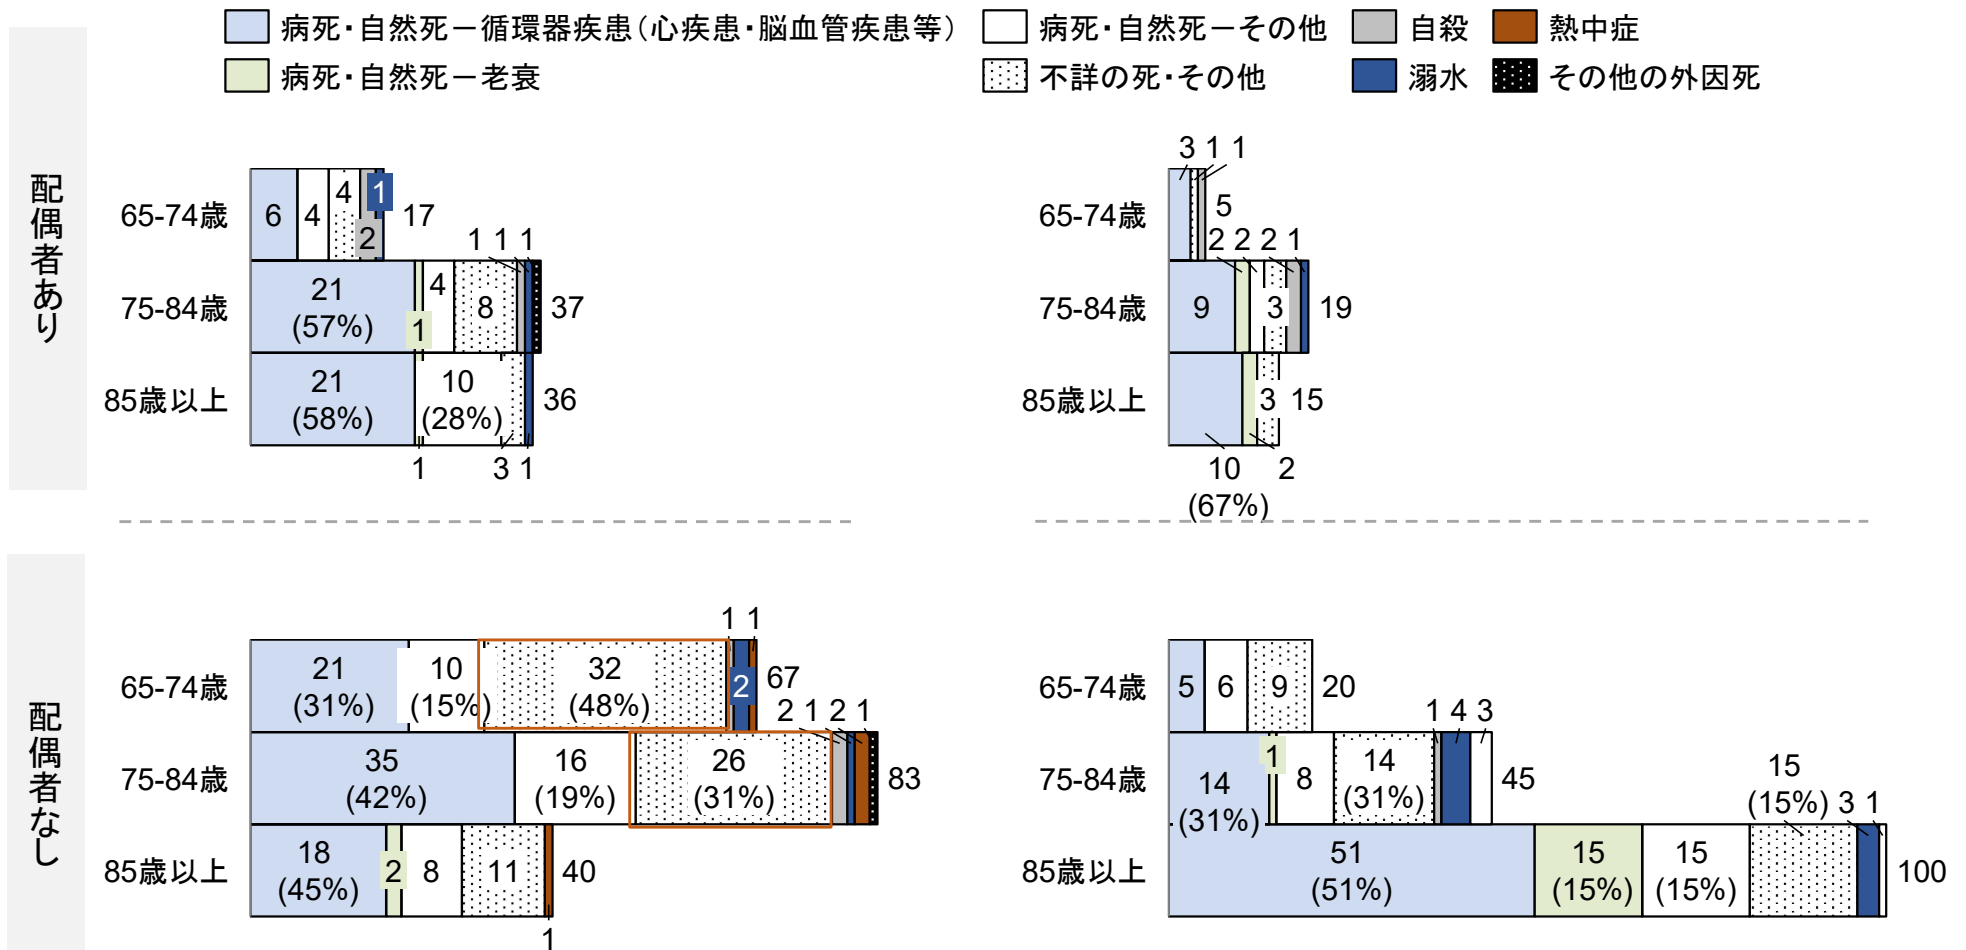 病死・自然死－循環器疾患（心疾患・脳血管疾患等） 病死・自然死－その他 自殺 熱中症
病死・自然死－老衰 不詳の死・その他 溺水 その他の外因死
配偶者あり
65-74歳 6 4 4 2 1 17
1 1 1
75-84歳 21 (57%) 1 4 8 37
85歳以上 21 (58%) 10 (28%) 36
1 3 1
3 1 1
65-74歳 5
2 2 2 1
75-84歳 9 3 19
85歳以上 3 15
10 (67%) 2
配偶者なし
1 1
65-74歳 21 (31%) 10 (15%) 32 (48%) 2 67
2 1 2 1
75-84歳 35 (42%) 16 (19%) 26 (31%) 83
85歳以上 18 (45%) 2 8 11 40
1
65-74歳 5 6 9 20
1 4 3
75-84歳 14 (31%) 1 8 14 (31%) 45
15 (15%) 3 1
85歳以上 51 (51%) 15 (15%) 15 (15%) 100